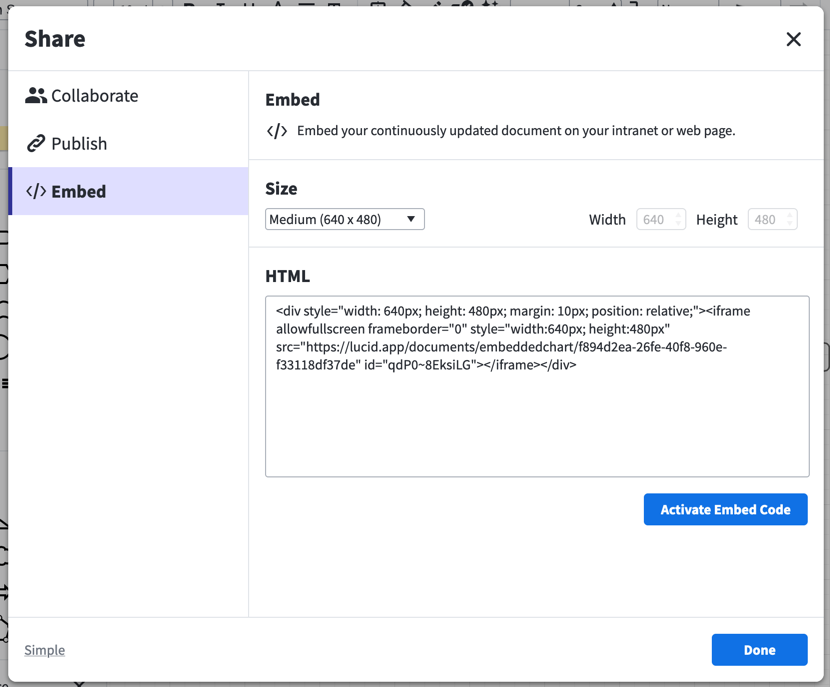 Share
Collaborate
Publish
</> Embed
Embed
</> Embed your continuously updated document on your intranet or web page.
Size
Medium (640 x 480)
Width 640 Height 480
HTML
<div style="width: 640px; height: 480px; margin: 10px; position: relative;"><iframe
allowfullscreen frameborder="0" style="width:640px; height:480px"
src="https://lucid.app/documents/embeddedchart/f894d2ea-26fe-40f8-960e-
f33118df37de" id="qdP0~8EksiLG"></iframe></div>
Activate Embed Code
Simple
Done